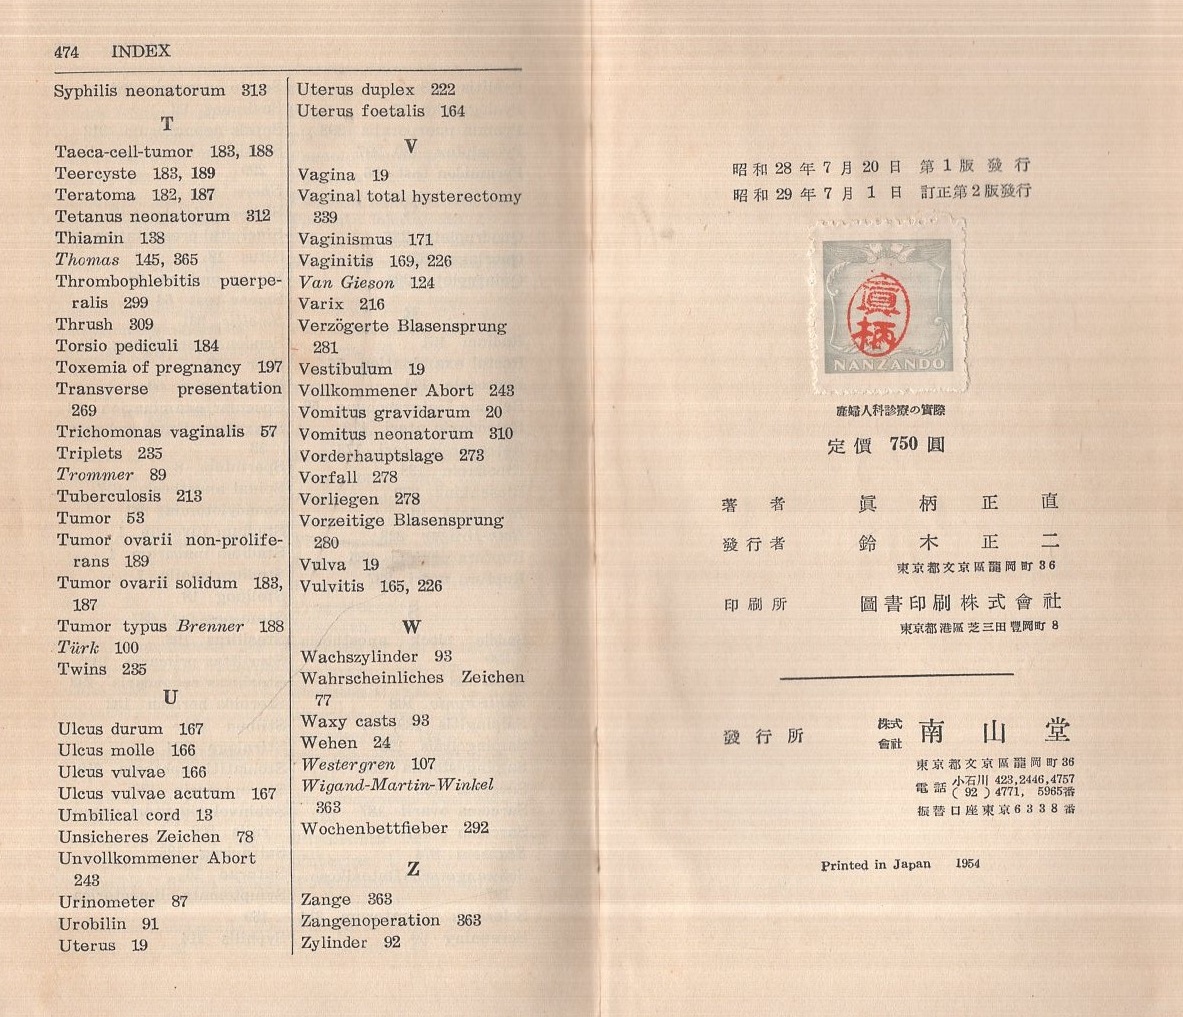 474 INDEX
Syphilis neonatorum 313
T
Taeca-cell-tumor 183, 188
Teercyste 183, 189
Teratoma 182, 187
Tetanus neonatorum 312
Thiamin 138
Thomas 145, 365
Thrombophlebitis puerpe-
ralis 299
Thrush 309
Torsio pediculi 184
Toxemia of pregnancy 197
Transverse presentation
269
Trichomonas vaginalis 57
Triplets 235
Trommer 89
Tuberculosis 213
Tumor 53
Tumor ovarii non-prolife-
rans 189
Tumor ovarii solidum 183,
187
Tumor typus Brenner 188
Türk 100
Twins 235
U
Ulcus durum 167
Ulcus molle 166
Ulcus vulvae 166
Ulcus vulvae acutum 167
Umbilical cord 13
Unsicheres Zeichen 78
Unvollkommener Abort
243
Urinometer 87
Urobilin 91
Uterus 19
Uterus duplex 222
Uterus foetalis 164
V
Vagina 19
Vaginal total hysterectomy
339
Vaginismus 171
Vaginitis 169, 226
Van Gieson 124
Varix 216
Verzögerte Blasensprung
281
Vestibulum 19
Vollkommener Abort 243
Vomitus gravidarum 20
Vomitus neonatorum 310
Vorderhauptslage 273
Vorfall 278
Vorliegen 278
Vorzeitige Blasensprung
280
Vulva 19
Vulvitis 165, 226
W
Wachszylinder 93
Wahrscheinliches Zeichen
77
Waxy casts 93
Wehen 24
Westergren 107
Wigand-Martin-Winkel
363
Wochenbettfieber 292
Z
Zange 363
Zangenoperation 363
Zylinder 92
昭和28年7月20日 第1版發行
昭和29年7月1日 訂正第2版發行
眞柄
NANZANDO
產婦人科診療の實際
定價 750圓
著者 眞柄正直
發行者 鈴木正二
東京都文京區龍岡町36
印刷所 圖書印刷株式會社
東京都港區芝三田豐岡町8
發行所 株式會社 南山堂
東京都文京區龍岡町36
電話 小石川 423,2446,4757
(92) 4771, 5965番
振替口座東京6338番
Printed in Japan 1954